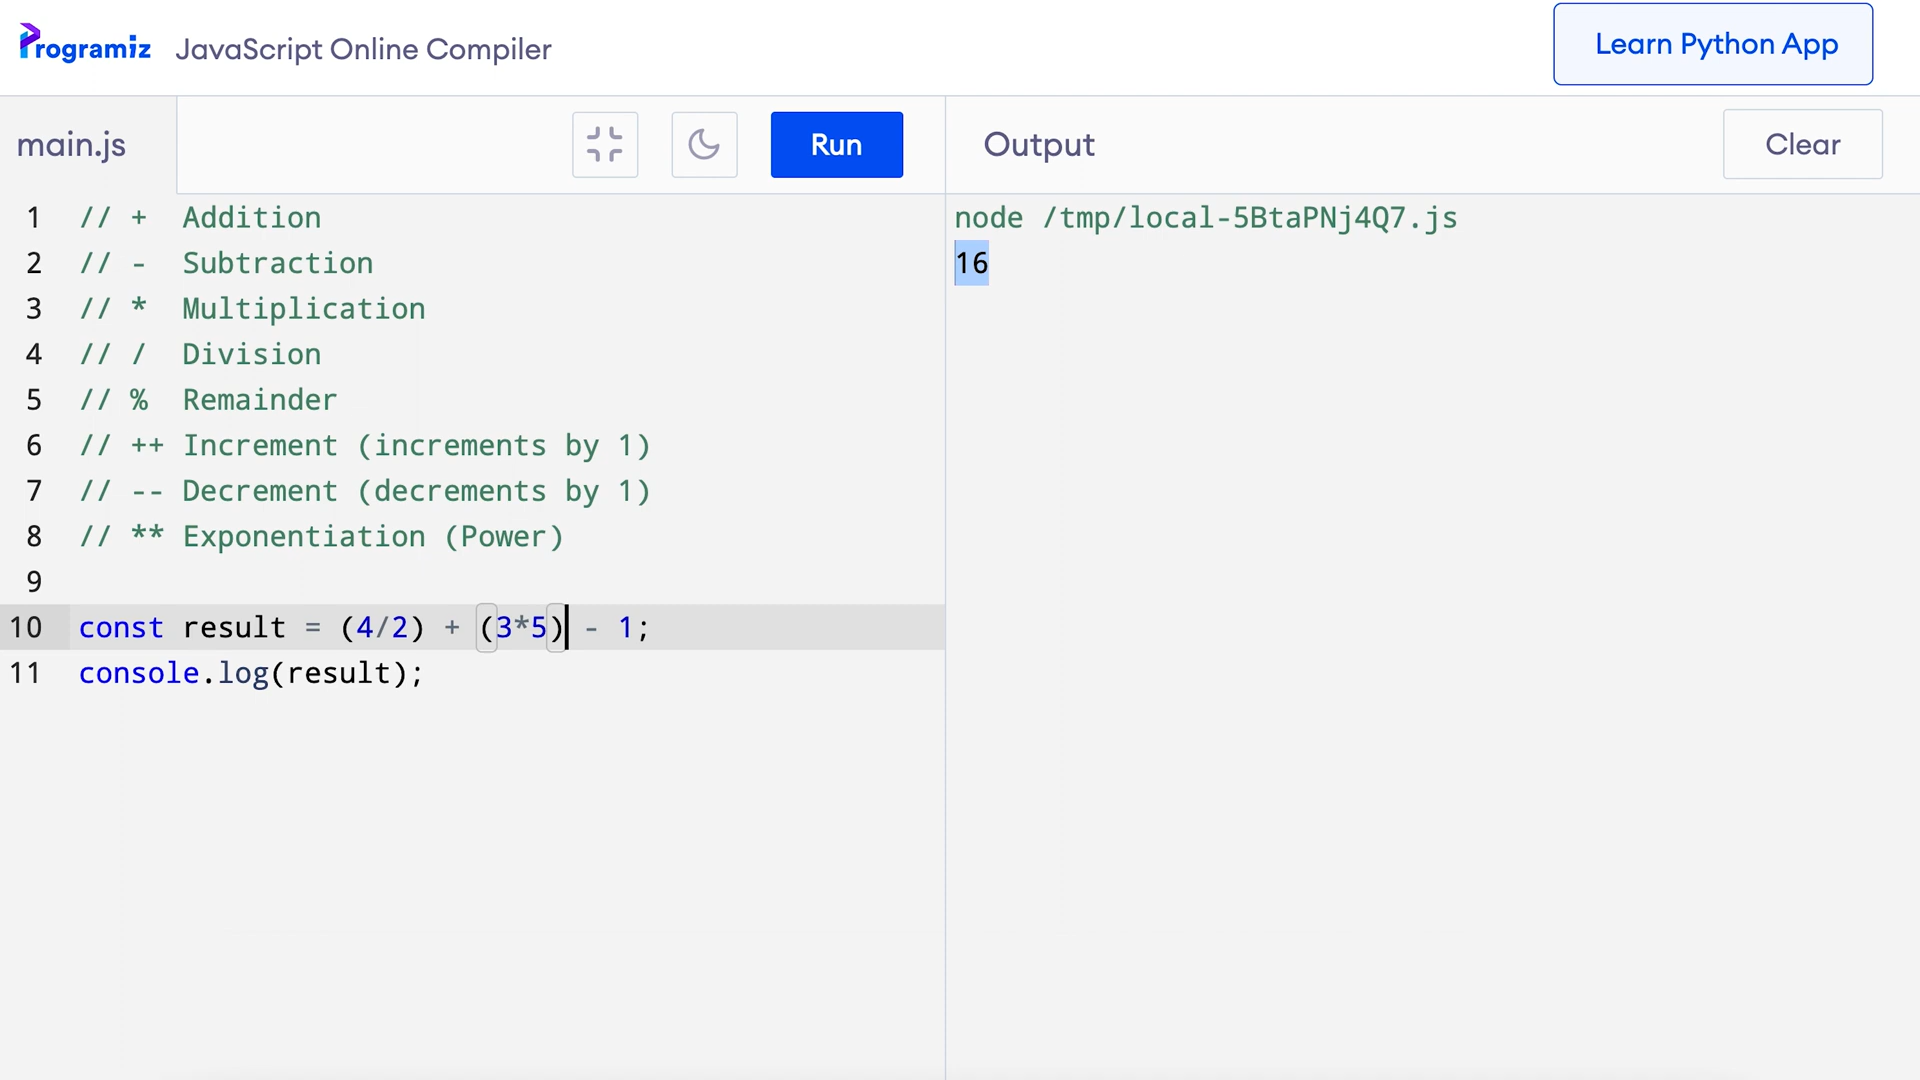 Programiz JavaScript Online Compiler
Learn Python App
main.js
Run
Output
Clear
1 // + Addition
2 // - Subtraction
3 // * Multiplication
4 // / Division
5 // % Remainder
6 // ++ Increment (increments by 1)
7 // -- Decrement (decrements by 1)
8 // ** Exponentiation (Power)
9
10 const result = (4/2) + (3*5) - 1;
11 console.log(result);
node /tmp/local-5BtaPNj4Q7.js
16